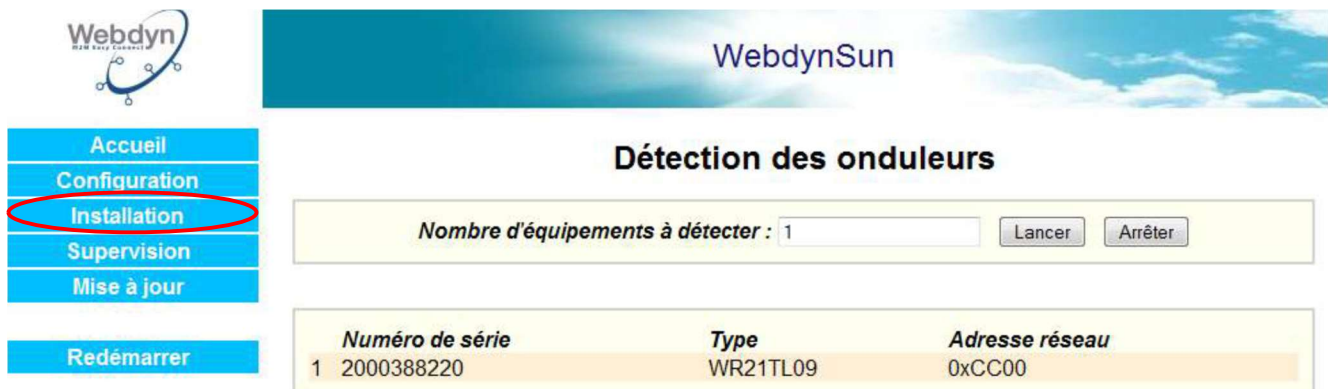 Webdyn
M2M Easy Connect
WebdynSun
Accueil
Configuration
Installation
Supervision
Mise à jour
Redémarrer
Détection des onduleurs
Nombre d'équipements à détecter : 1 Lancer Arrêter
Numéro de série Type Adresse réseau
1 2000388220 WR21TL09 0xCC00